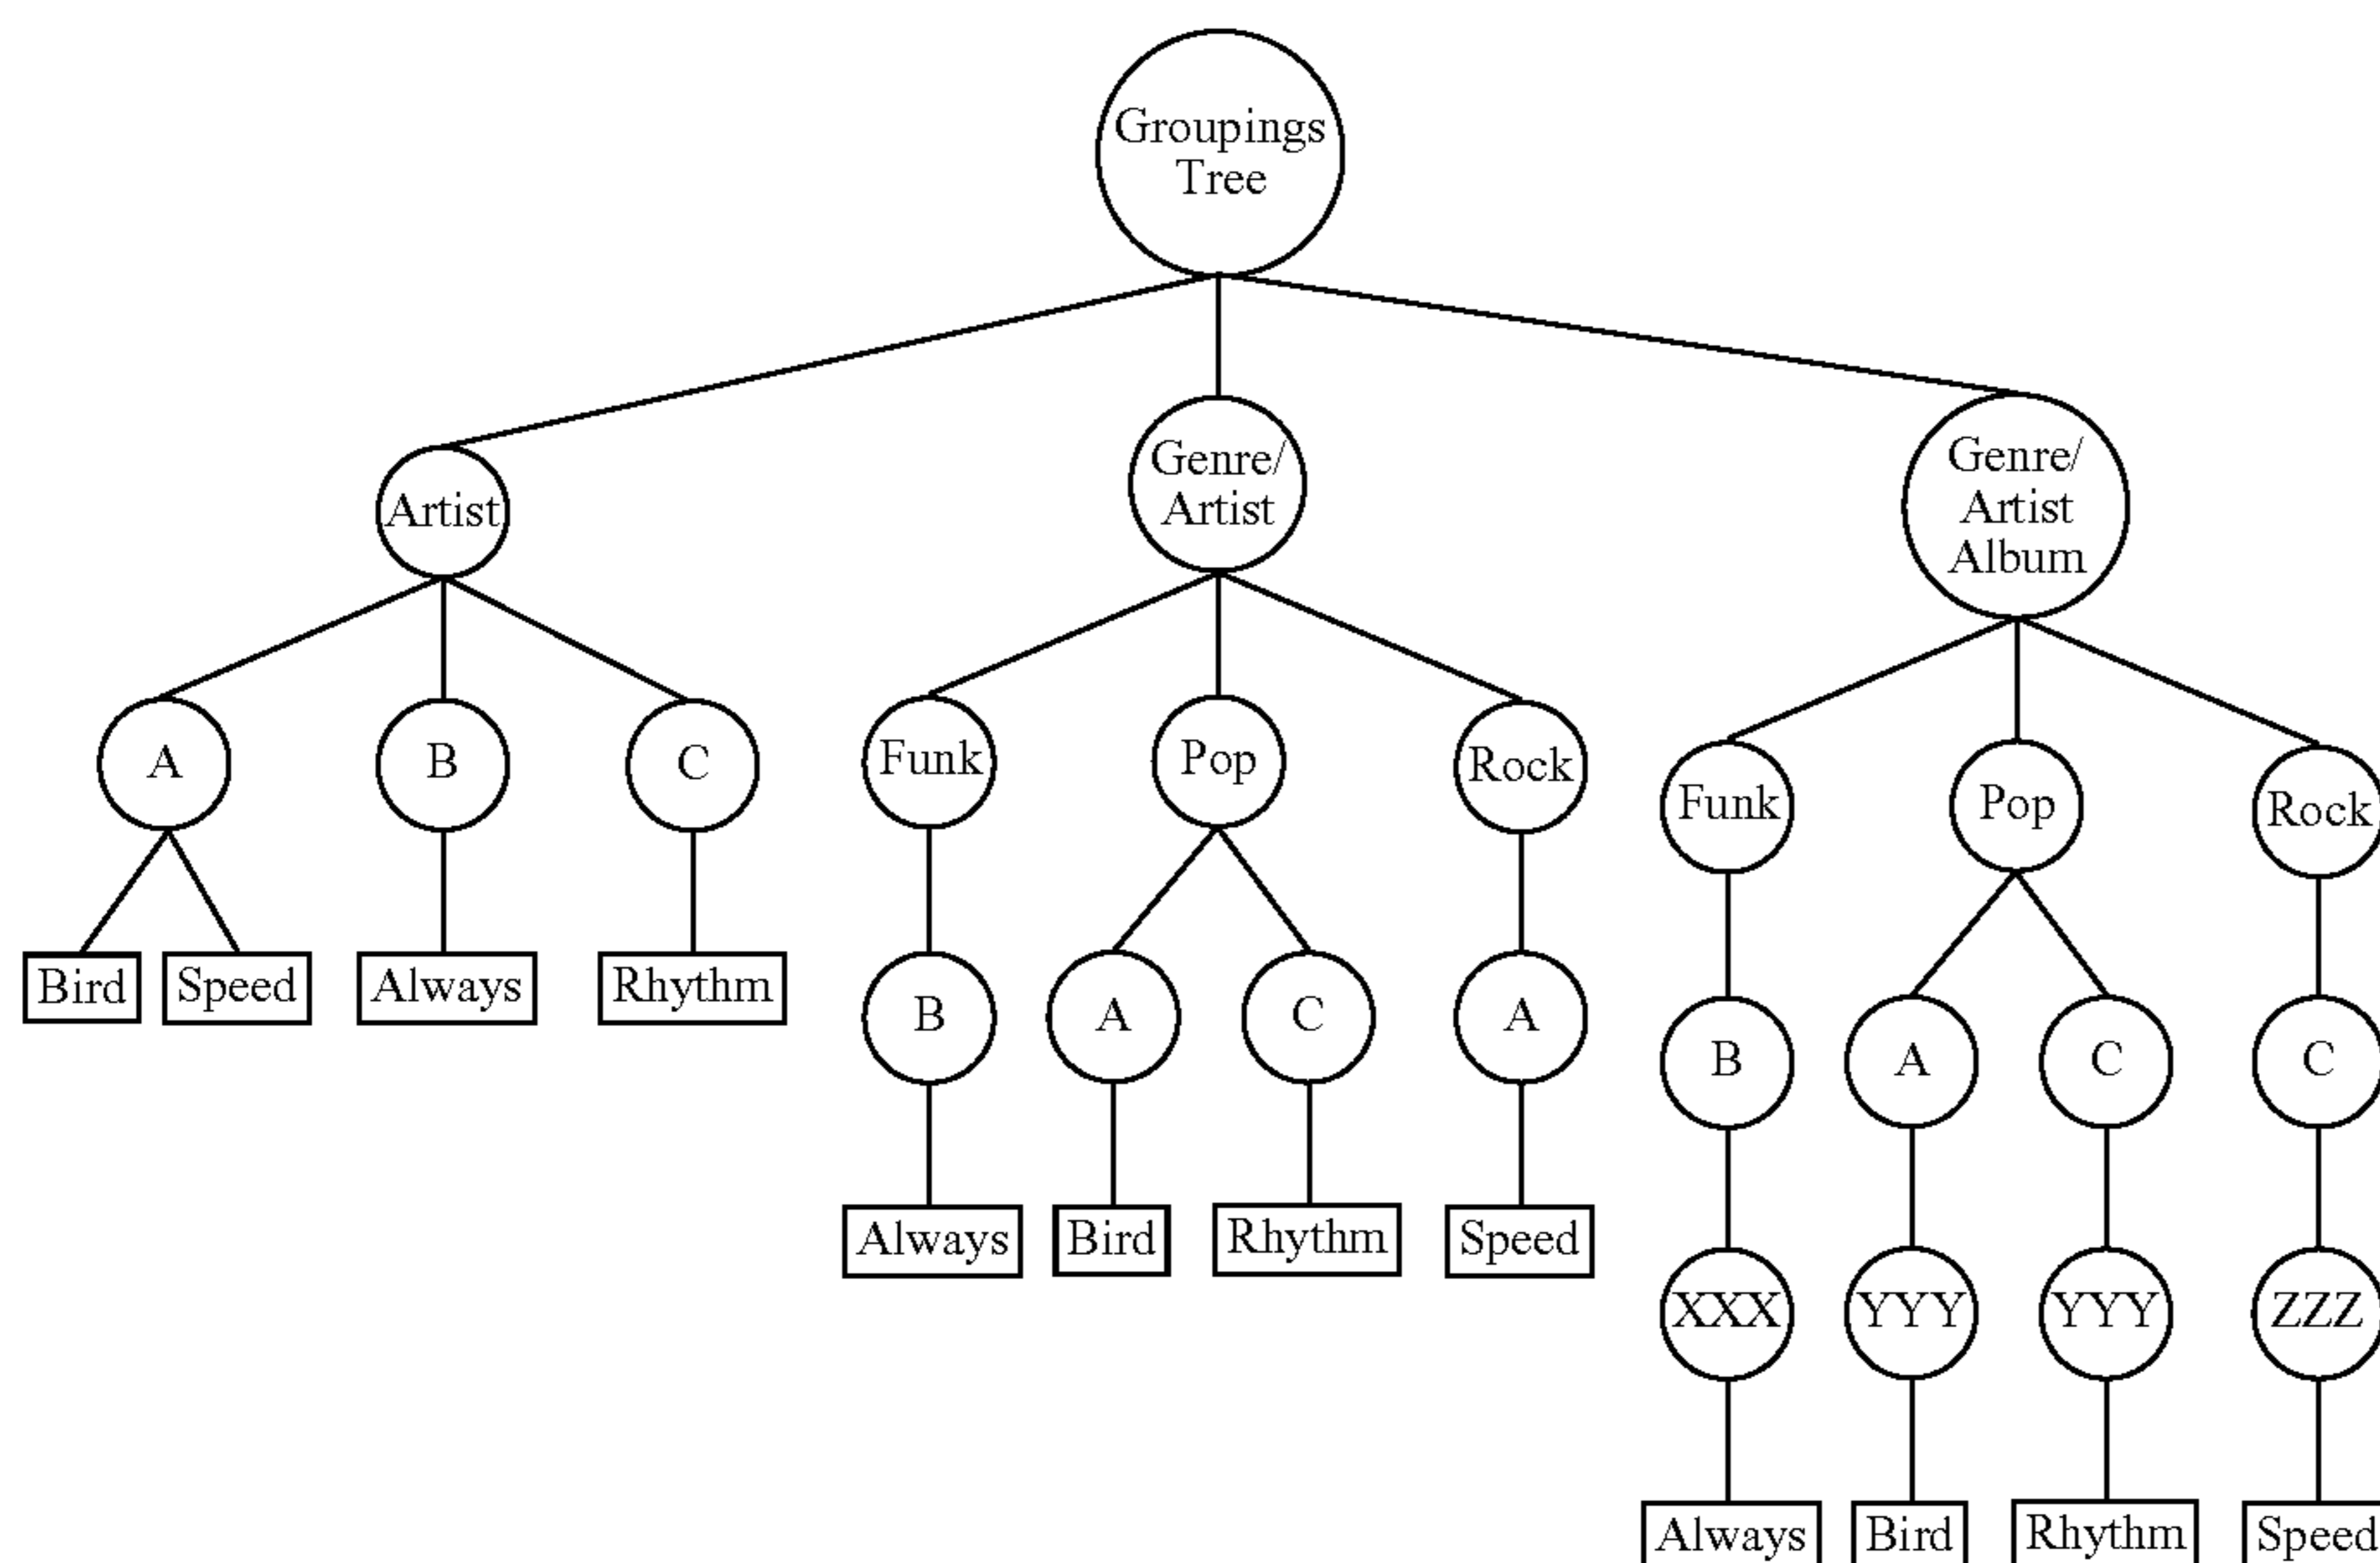 Groupings
Tree
Artist
Genre/
Artist
Genre/
Artist
Album
A
B
C
Funk
Pop
Rock
Funk
Pop
Rock
Bird
Speed
Always
Rhythm
B
A
C
A
B
A
C
C
Always
Bird
Rhythm
Speed
XXX
YYY
YYY
ZZZ
Always
Bird
Rhythm
Speed